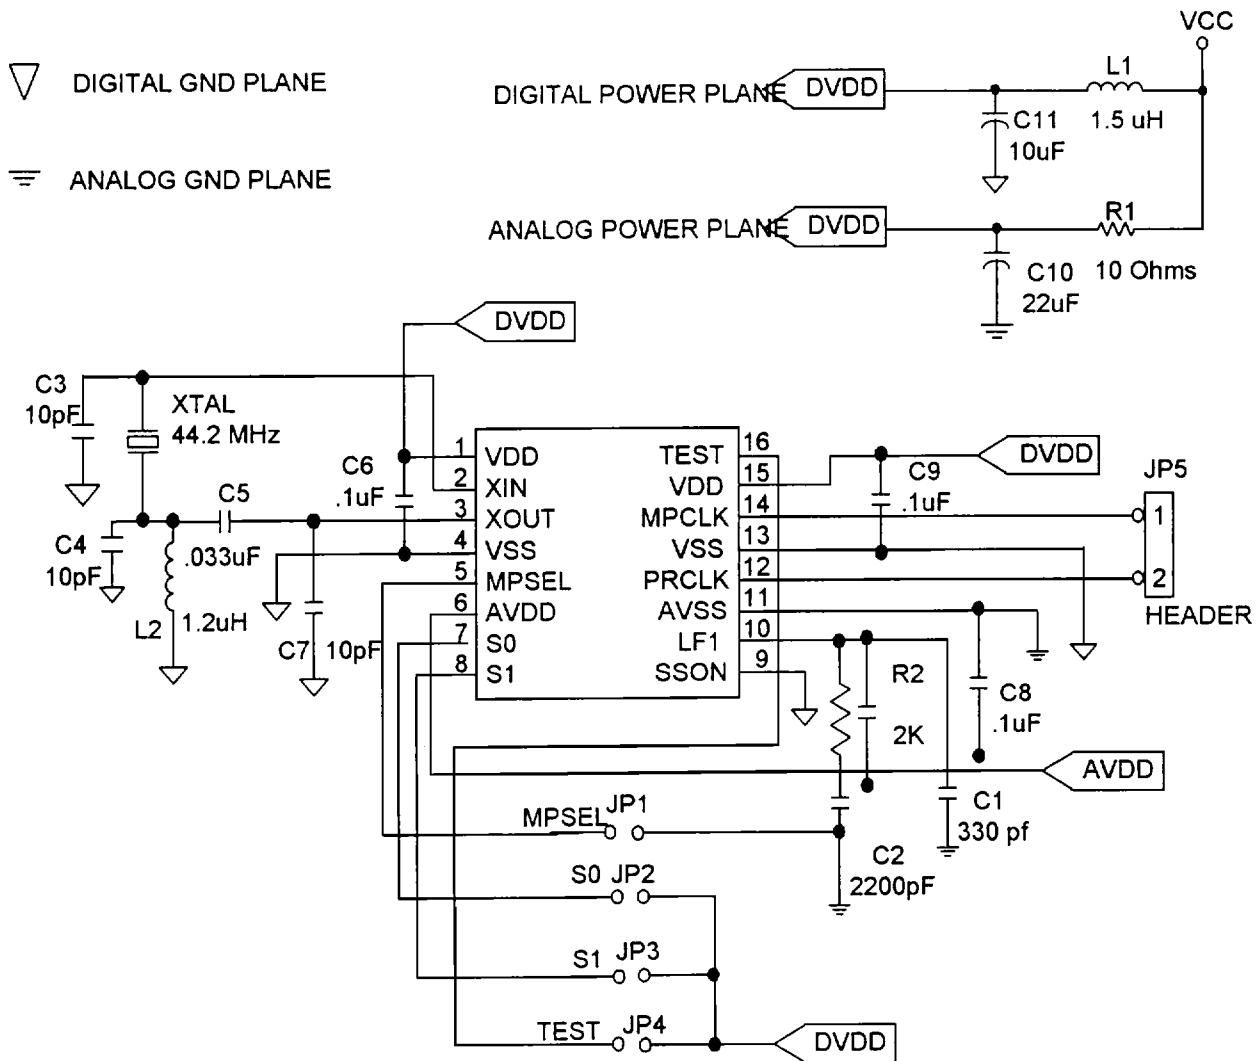 VCC
DIGITAL GND PLANE
DIGITAL POWER PLANE
DVDD
L1
1.5 uH
C11
10uF
ANALOG GND PLANE
ANALOG POWER PLANE
DVDD
R1
10 Ohms
C10
22uF
DVDD
C3
10pF
XTAL
44.2 MHz
C6
.1uF
C5
.033uF
C4
10pF
L2
1.2uH
C7
10pF
1 VDD
2 XIN
3 XOUT
4 VSS
5 MPSEL
6 AVDD
7 S0
8 S1
TEST 16
VDD 15
MPCLK 14
VSS 13
PRCLK 12
AVSS 11
LF1 10
SSON 9
C9
.1uF
DVDD
JP5
1
2
HEADER
R2
2K
C8
.1uF
AVDD
C1
330 pf
C2
2200pF
MPSEL JP1
S0 JP2
S1 JP3
TEST JP4
DVDD